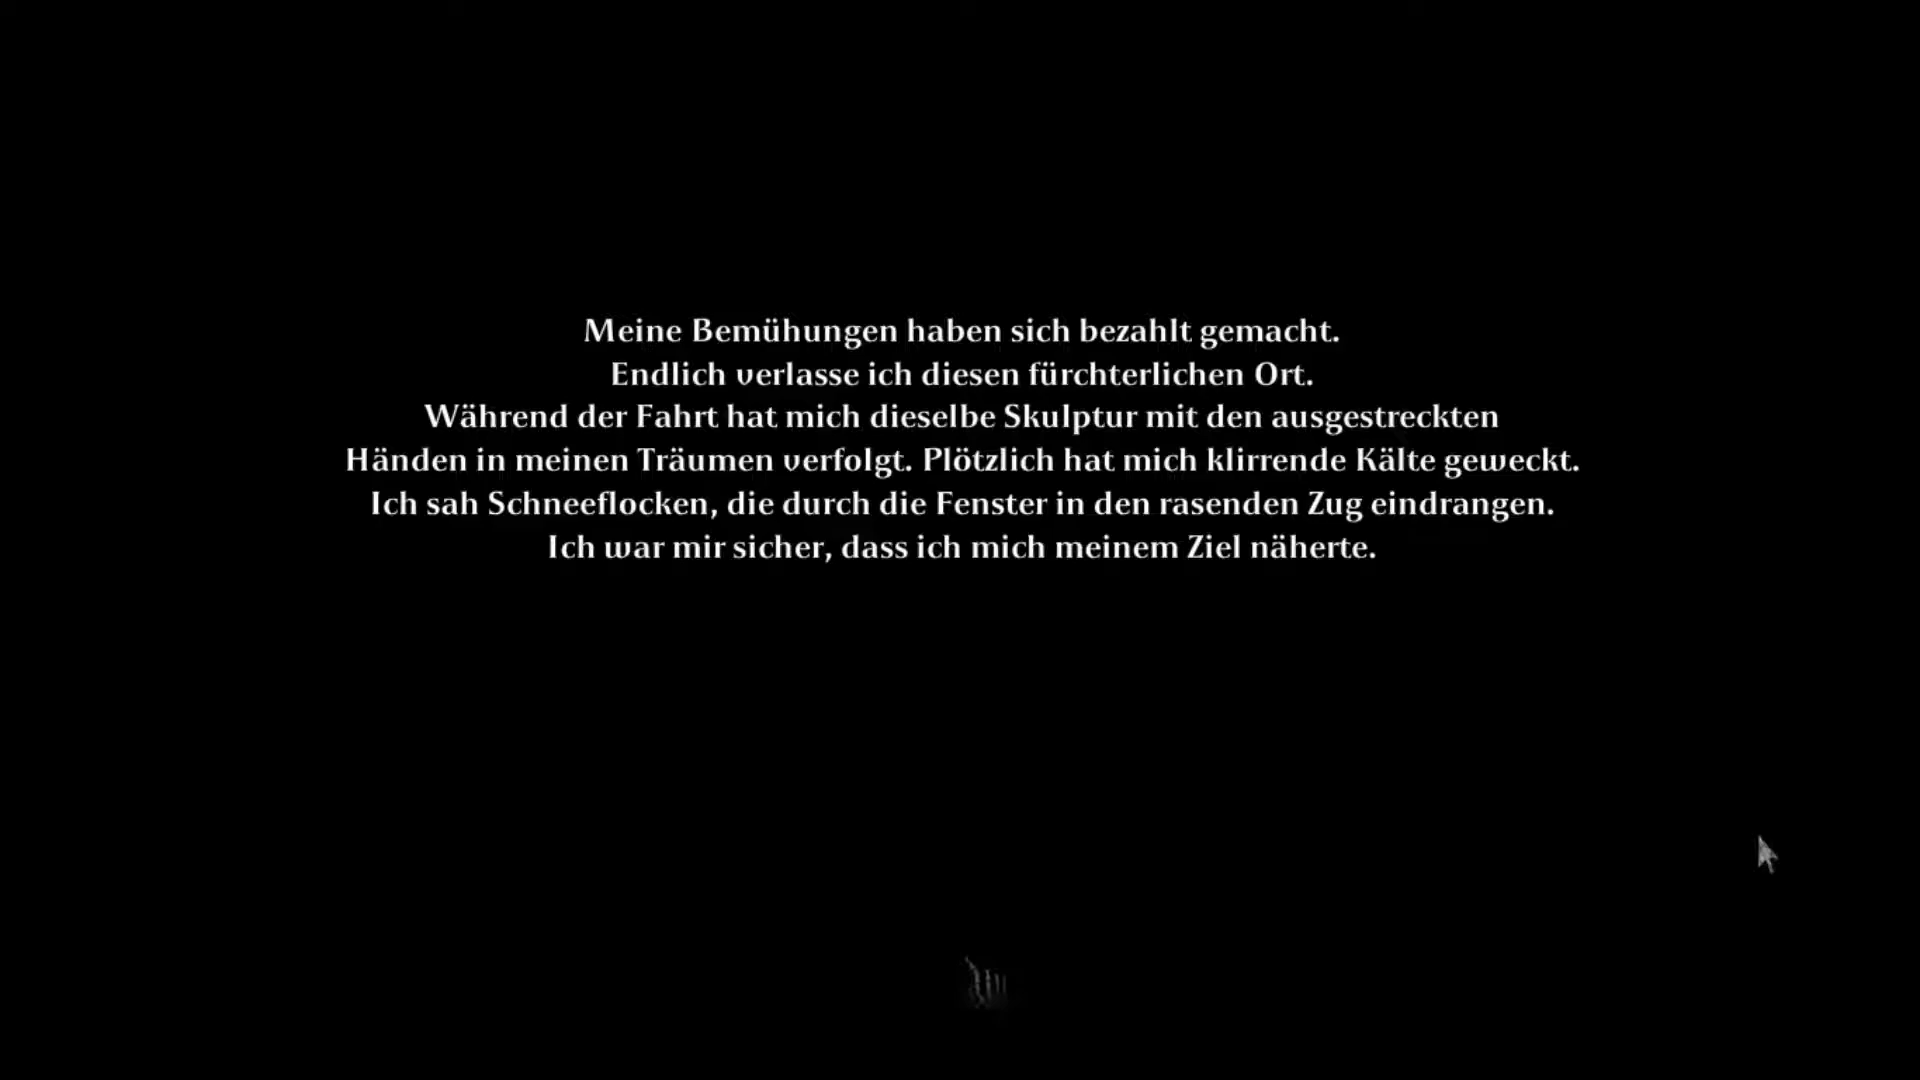 Meine Bemühungen haben sich bezahlt gemacht.
Endlich verlasse ich diesen fürchterlichen Ort.
Während der Fahrt hat mich dieselbe Skulptur mit den ausgestreckten
Händen in meinen Träumen verfolgt. Plötzlich hat mich klirrende Kälte geweckt.
Ich sah Schneeflocken, die durch die Fenster in den rasenden Zug eindrangen.
Ich war mir sicher, dass ich mich meinem Ziel näherte.